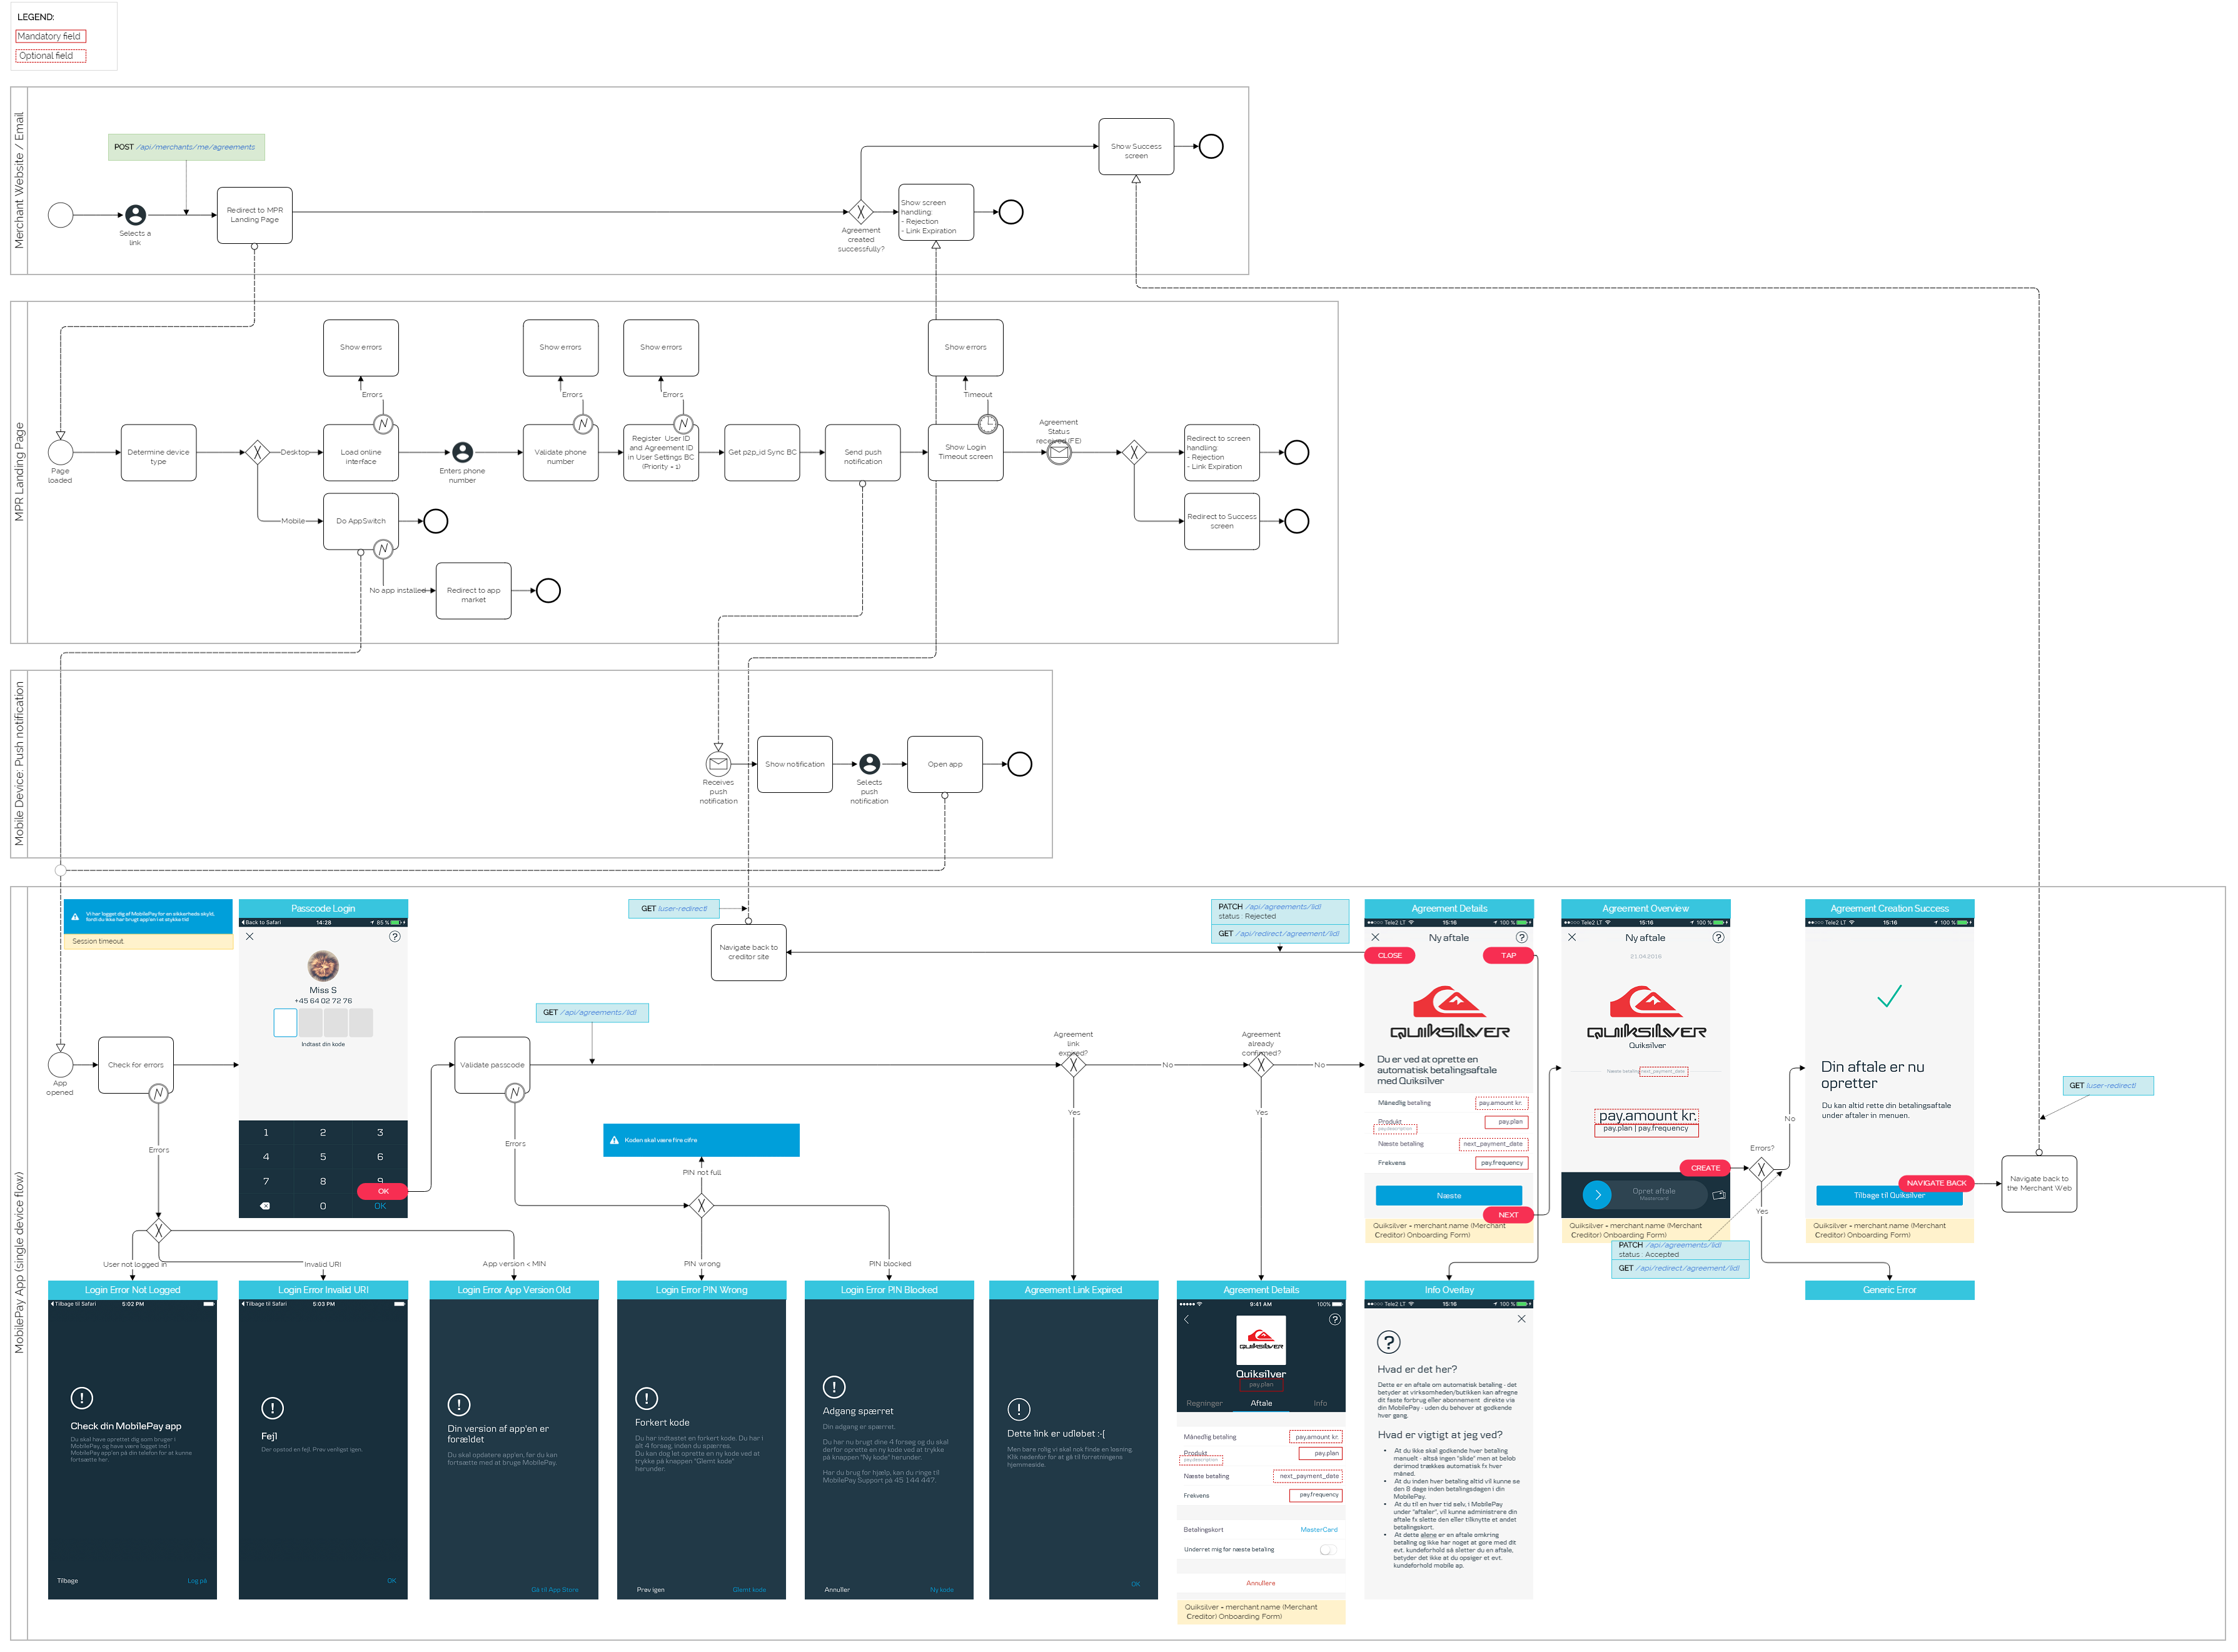 LEGEND:
Mandatory field
Optional field
Merchant Website / Email
POST /api/merchants/me/agreements
Selects a
link
Redirect to MPR
Landing Page
Agreement
created
successfully?
Show screen
handling:
- Rejection
- Link Expiration
Show Success
screen
MPR Landing Page
Page
loaded
Determine device
type
Desktop
Mobile
Show errors
Errors
Load online
interface
Enters phone
number
Show errors
Errors
Validate phone
number
Show errors
Errors
Register User ID
and Agreement ID
in User Settings BC
(Priority = 1)
Get p2p_id Sync BC
Send push
notification
Show errors
Timeout
Show Login
Timeout screen
Agreement
Status
received (FE)
Redirect to screen
handling:
- Rejection
- Link Expiration
Redirect to Success
screen
Do AppSwitch
No app installed
Redirect to app
market
Mobile Device: Push notification
Receives
push
notification
Show notification
Selects
push
notification
Open app
MobilePay App (single device flow)
Vi har logget dig af MobilePay for en sikkerheds skyld,
fordi du ikke har brugt app'en i et stykke tid
Session timeout.
App
opened
Check for errors
Errors
Passcode Login
Back to Safari 14:28 85 %
Miss S
+45 64 02 72 76
Indtast din kode
1 2 3
4 5 6
7 8 9
0 OK
OK
Validate passcode
Errors
GET /api/agreements/{id}
GET {user-redirect}
Navigate back to
creditor site
Koden skal være fire cifre
PIN not full
PIN wrong
PIN blocked
Agreement
link
expired?
No
Yes
Agreement
already
confirmed?
No
Yes
PATCH /api/agreements/{id}
status : Rejected
GET /api/redirect/agreement/{id}
Agreement Details
Tele2 LT 15:16 100 %
Ny aftale
CLOSE
TAP
QUIKSILVER
Du er ved at oprette en
automatisk betalingsaftale
med Quiksilver
Månedlig betaling pay.amount kr.
Produkt pay.plan
pay.description
Næste betaling next_payment_date
Frekvens pay.frequency
Næste
NEXT
Quiksilver = merchant.name (Merchant
Creditor) Onboarding Form)
Agreement Overview
Tele2 LT 15:16 100 %
Ny aftale
21.04.2016
QUIKSILVER
Quiksilver
Næste betaling next_payment_date
pay.amount kr.
pay.plan | pay.frequency
CREATE
Opret aftale
Mastercard
Quiksilver = merchant.name (Merchant
Creditor) Onboarding Form)
PATCH /api/agreements/{id}
status : Accepted
GET /api/redirect/agreement/{id}
Errors?
No
Yes
Agreement Creation Success
Tele2 LT 15:16 100 %
Din aftale er nu
opretter
Du kan altid rette din betalingsaftale
under aftaler in menuen.
NAVIGATE BACK
Tilbage til Quiksilver
Quiksilver = merchant.name (Merchant
Creditor) Onboarding Form)
GET {user-redirect}
Navigate back to
the Merchant Web
Generic Error
User not logged in
Invalid URI
App version < MIN
Login Error Not Logged
Tilbage til Safari 5:02 PM
Check din MobilePay app
Du skal have oprettet dig som bruger i
MobilePay, og have være logget ind i
MobilePay app'en på din telefon for at kunne
fortsætte her.
Tilbage Log på
Login Error Invalid URI
Tilbage til Safari 5:03 PM
Fejl
Der opstod en fejl. Prøv venligst igen.
OK
Login Error App Version Old
Din version af app'en er
forældet
Du skal opdatere app'en, før du kan
fortsætte med at bruge MobilePay.
Gå til App Store
Login Error PIN Wrong
Forkert kode
Du har indtastet en forkert kode. Du har i
alt 4 forsøg, inden du spærres.
Du kan dog let oprette en ny kode ved at
trykke på knappen "Glemt kode"
herunder.
Prøv igen Glemt kode
Login Error PIN Blocked
Adgang spærret
Din adgang er spærret.
Du har nu brugt dine 4 forsøg og du skal
derfor oprette en ny kode ved at trykke
på knappen "Ny kode" herunder.
Har du brug for hjælp, kan du ringe til
MobilePay Support på 45 144 447.
Annuller Ny kode
Agreement Link Expired
Dette link er udløbet :-(
Men bare rolig vi skal nok finde en løsning.
Klik nedenfor for at gå til forretningens
hjemmeside.
OK
Agreement Details
9:41 AM 100%
QUIKSILVER
Quiksilver
pay.plan
Regninger Aftale Info
Månedlig betaling pay.amount kr.
Produkt pay.plan
pay.description
Næste betaling next_payment_date
Frekvens pay.frequency
Betalingskort MasterCard
Underret mig før næste betaling
Annullere
Quiksilver = merchant.name (Merchant
Creditor) Onboarding Form)
Info Overlay
Tele2 LT 15:16 100 %
Hvad er det her?
Dette er en aftale om automatisk betaling - det
betyder at virksomheden/butikken kan afregne
dit faste forbrug eller abonnement direkte via
din MobilePay - uden du behøver at godkende
hver gang.
Hvad er vigtigt at jeg ved?
• At du ikke skal godkende hver betaling
manuelt - altså ingen "slide" men at beløb
derimod trækkes automatisk fx hver
måned.
• At du inden hver betaling altid vil kunne se
den 8 dage inden betalingsdagen i din
MobilePay.
• At du til en hver tid selv, i MobilePay
under "aftaler", vil kunne administrere din
aftale fx slette den eller tilknytte et andet
betalingskort.
• At dette alene er en aftale omkring
betaling og ikke har noget at gøre med dit
evt. kundeforhold så sletter du en aftale,
betyder det ikke at du opsiger et evt.
kundeforhold mobile ap.